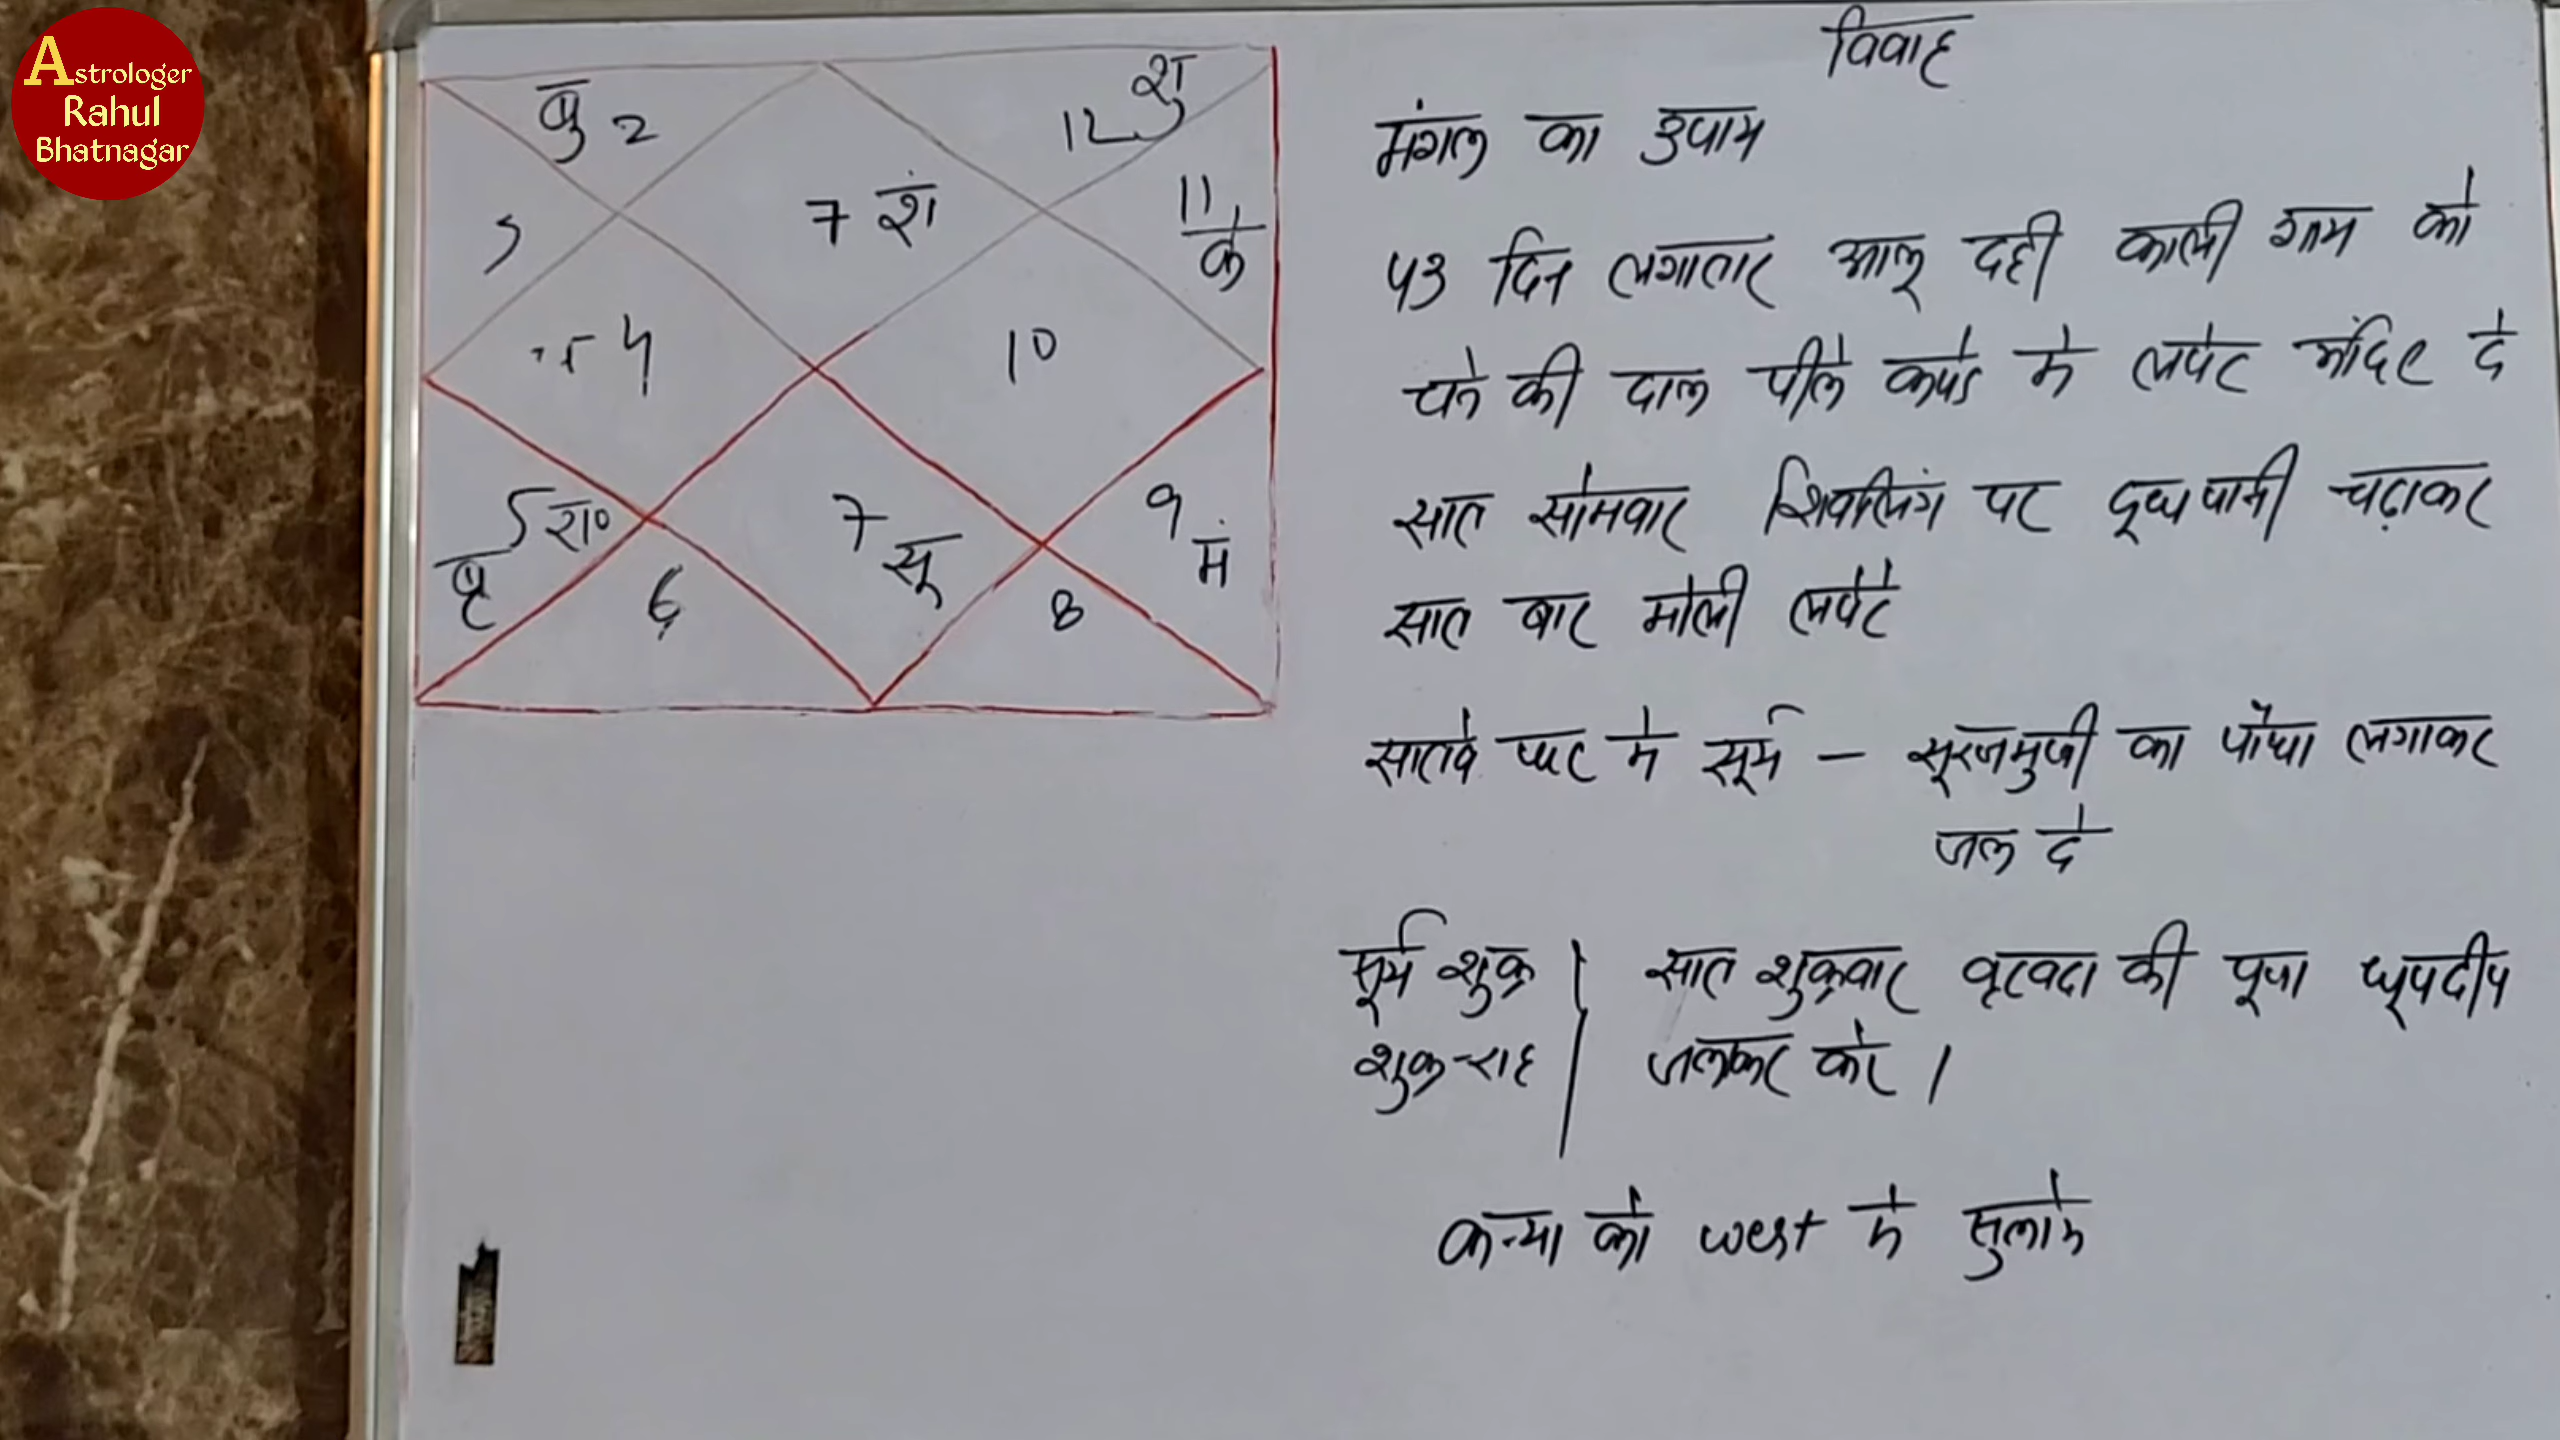 Astrologer
Rahul
Bhatnagar
विवाह
मंगल का उपाय
43 दिन लगातार आलू दही काली गाय को
चने की दाल पीले कपडे मे लपेट मंदिर दे
सात सोमवार शिवलिंग पर दूध पानी चढ़ाकर
सात बार मोली लपेटे
सातवे घर मे सूर्य - सूरजमुखी का पौधा लगाकर
जल दे
सूर्य शुक्र
शुक्र-राहु
सात शुक्रवार की पूजा धूपदीप
जलाकर करे।
कन्या को west मे सुलाये
बु 2
12 शु
7 शं
11 के
4
10
5 श०
बृ
6
7 सू
8
9 मं